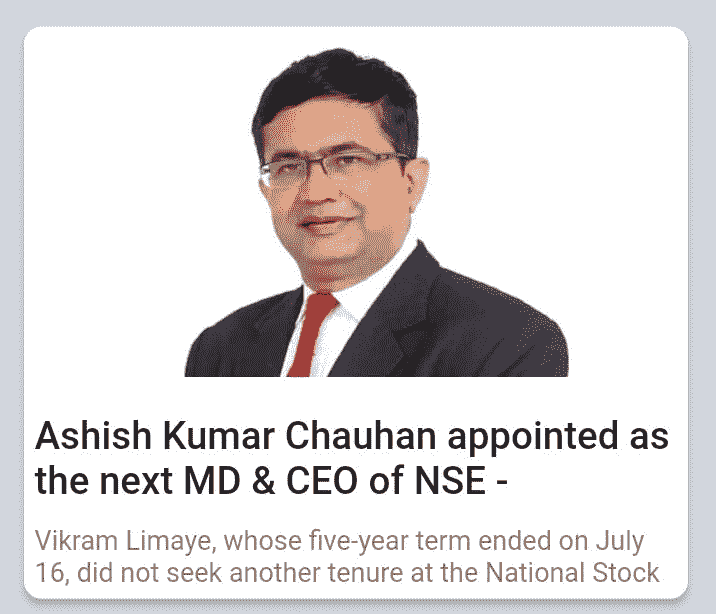 Ashish Kumar Chauhan appointed as
the next MD & CEO of NSE -
Vikram Limaye, whose five-year term ended on July
16, did not seek another tenure at the National Stock